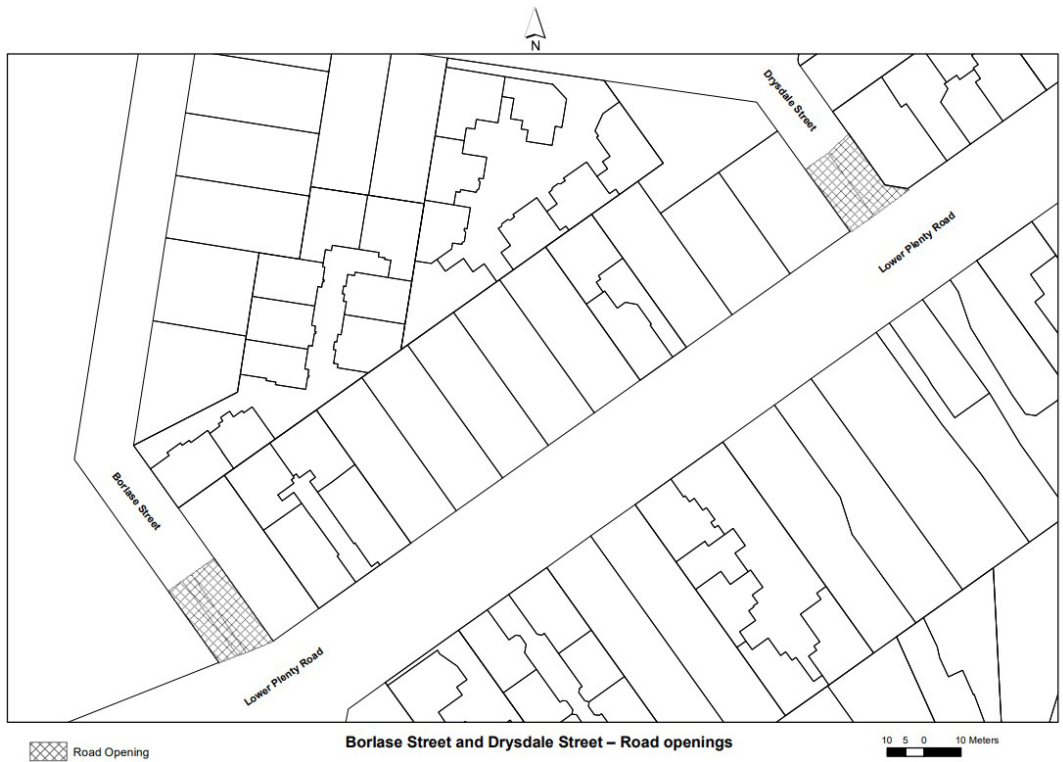 N
Drysdale Street
Lower Plenty Road
Borlase Street
Lower Plenty Road
Road Opening
Borlase Street and Drysdale Street – Road openings
10 5 0 10 Meters